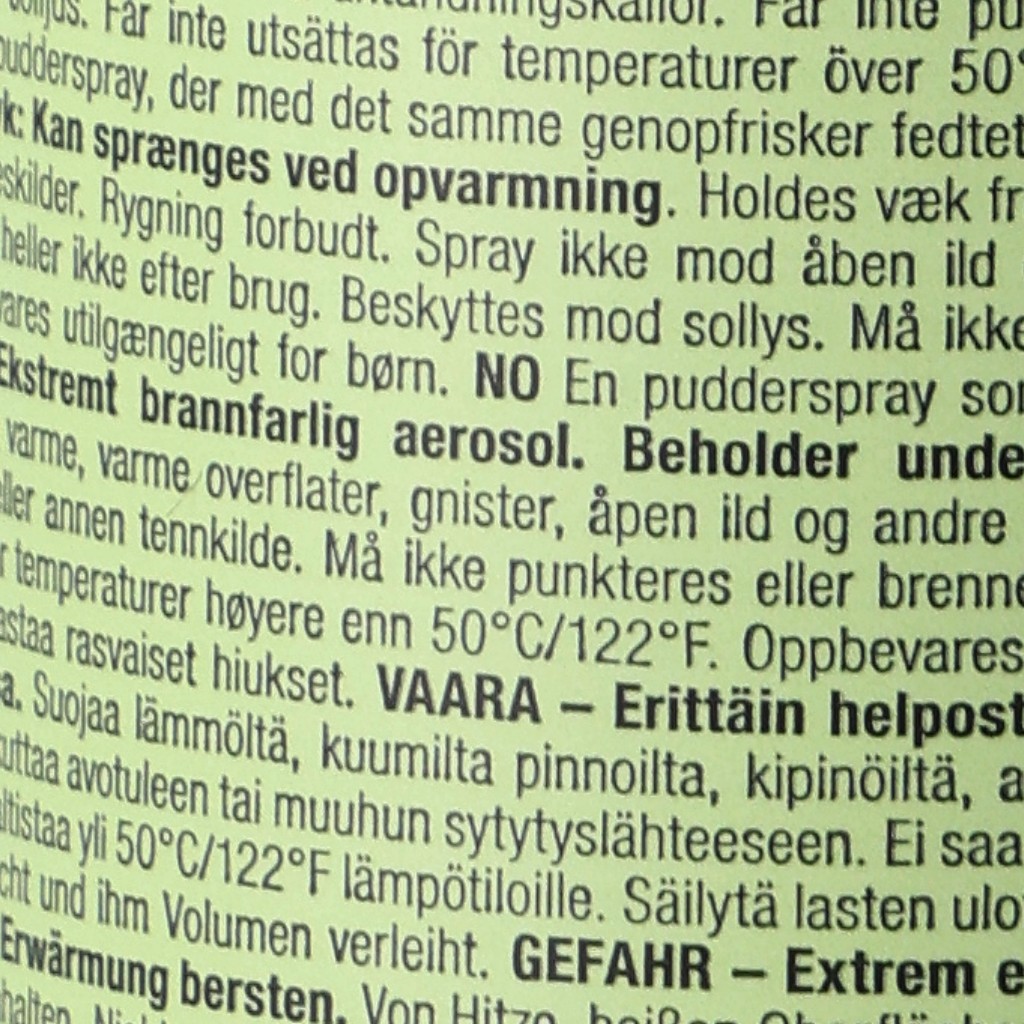 solljus. Får inte utsättas för temperaturer över 50°
pudderspray, der med det samme genopfrisker fedtet
Kan sprænges ved opvarmning. Holdes væk fr
Rygning forbudt. Spray ikke mod åben ild
heller ikke efter brug. Beskyttes mod sollys. Må ikke
utilgængeligt for børn. NO En pudderspray som
Ekstremt brannfarlig aerosol. Beholder unde
varme, varme overflater, gnister, åpen ild og andre
annen tennkilde. Må ikke punkteres eller brenne
temperaturer høyere enn 50°C/122°F. Oppbevares
rasvaiset hiukset. VAARA – Erittäin helpost
Suojaa lämmöltä, kuumilta pinnoilta, kipinöiltä, a
avotuleen tai muuhun sytytyslähteeseen. Ei saa
yli 50°C/122°F lämpötiloille. Säilytä lasten ulo
und ihm Volumen verleiht. GEFAHR – Extrem e
Erwärmung bersten. Von Hitze, heißen